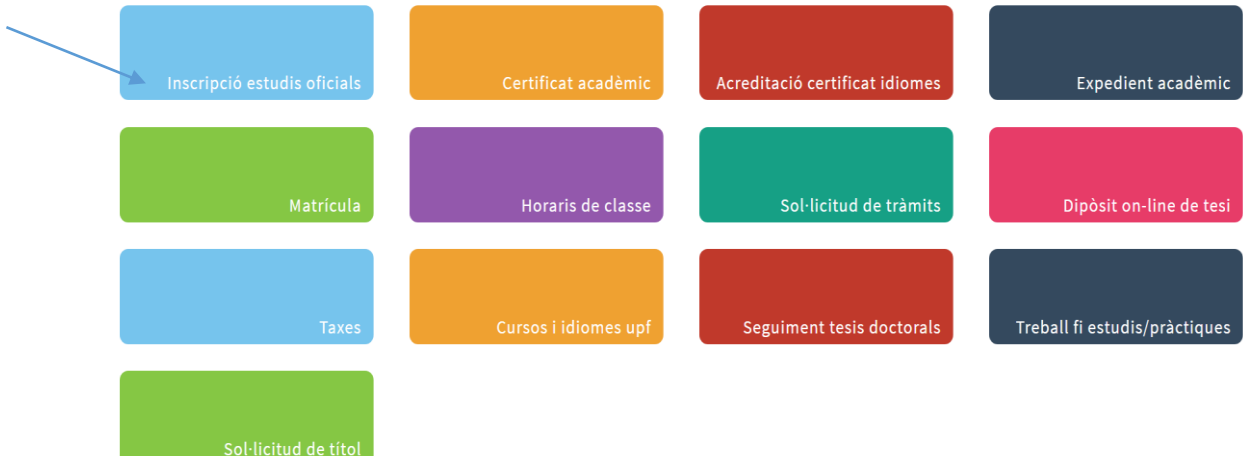 Inscripció estudis oficials
Certificat acadèmic
Acreditació certificat idiomes
Expedient acadèmic
Matrícula
Horaris de classe
Sol·licitud de tràmits
Dipòsit on-line de tesi
Taxes
Cursos i idiomes upf
Seguiment tesis doctorals
Treball fi estudis/pràctiques
Sol·licitud de títol